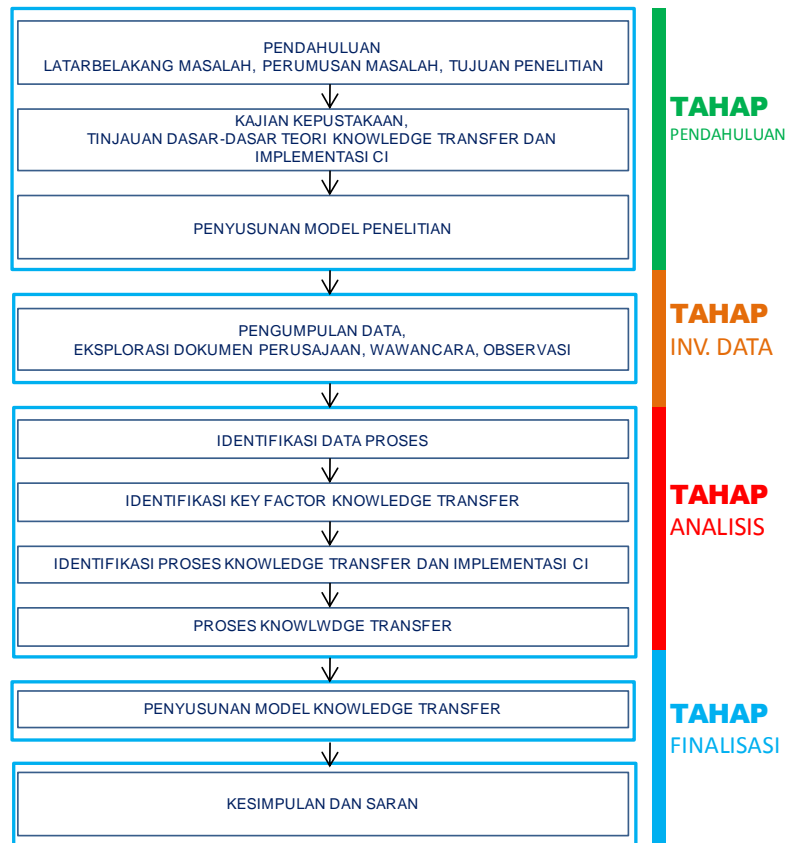 PENDAHULUAN
LATARBELAKANG MASALAH, PERUMUSAN MASALAH, TUJUAN PENELITIAN
KAJIAN KEPUSTAKAAN,
TINJAUAN DASAR-DASAR TEORI KNOWLEDGE TRANSFER DAN
IMPLEMENTASI CI
PENYUSUNAN MODEL PENELITIAN
TAHAP
PENDAHULUAN
PENGUMPULAN DATA,
EKSPLORASI DOKUMEN PERUSAJAAN, WAWANCARA, OBSERVASI
TAHAP
INV. DATA
IDENTIFIKASI DATA PROSES
IDENTIFIKASI KEY FACTOR KNOWLEDGE TRANSFER
IDENTIFIKASI PROSES KNOWLEDGE TRANSFER DAN IMPLEMENTASI CI
PROSES KNOWLWDGE TRANSFER
TAHAP
ANALISIS
PENYUSUNAN MODEL KNOWLEDGE TRANSFER
KESIMPULAN DAN SARAN
TAHAP
FINALISASI